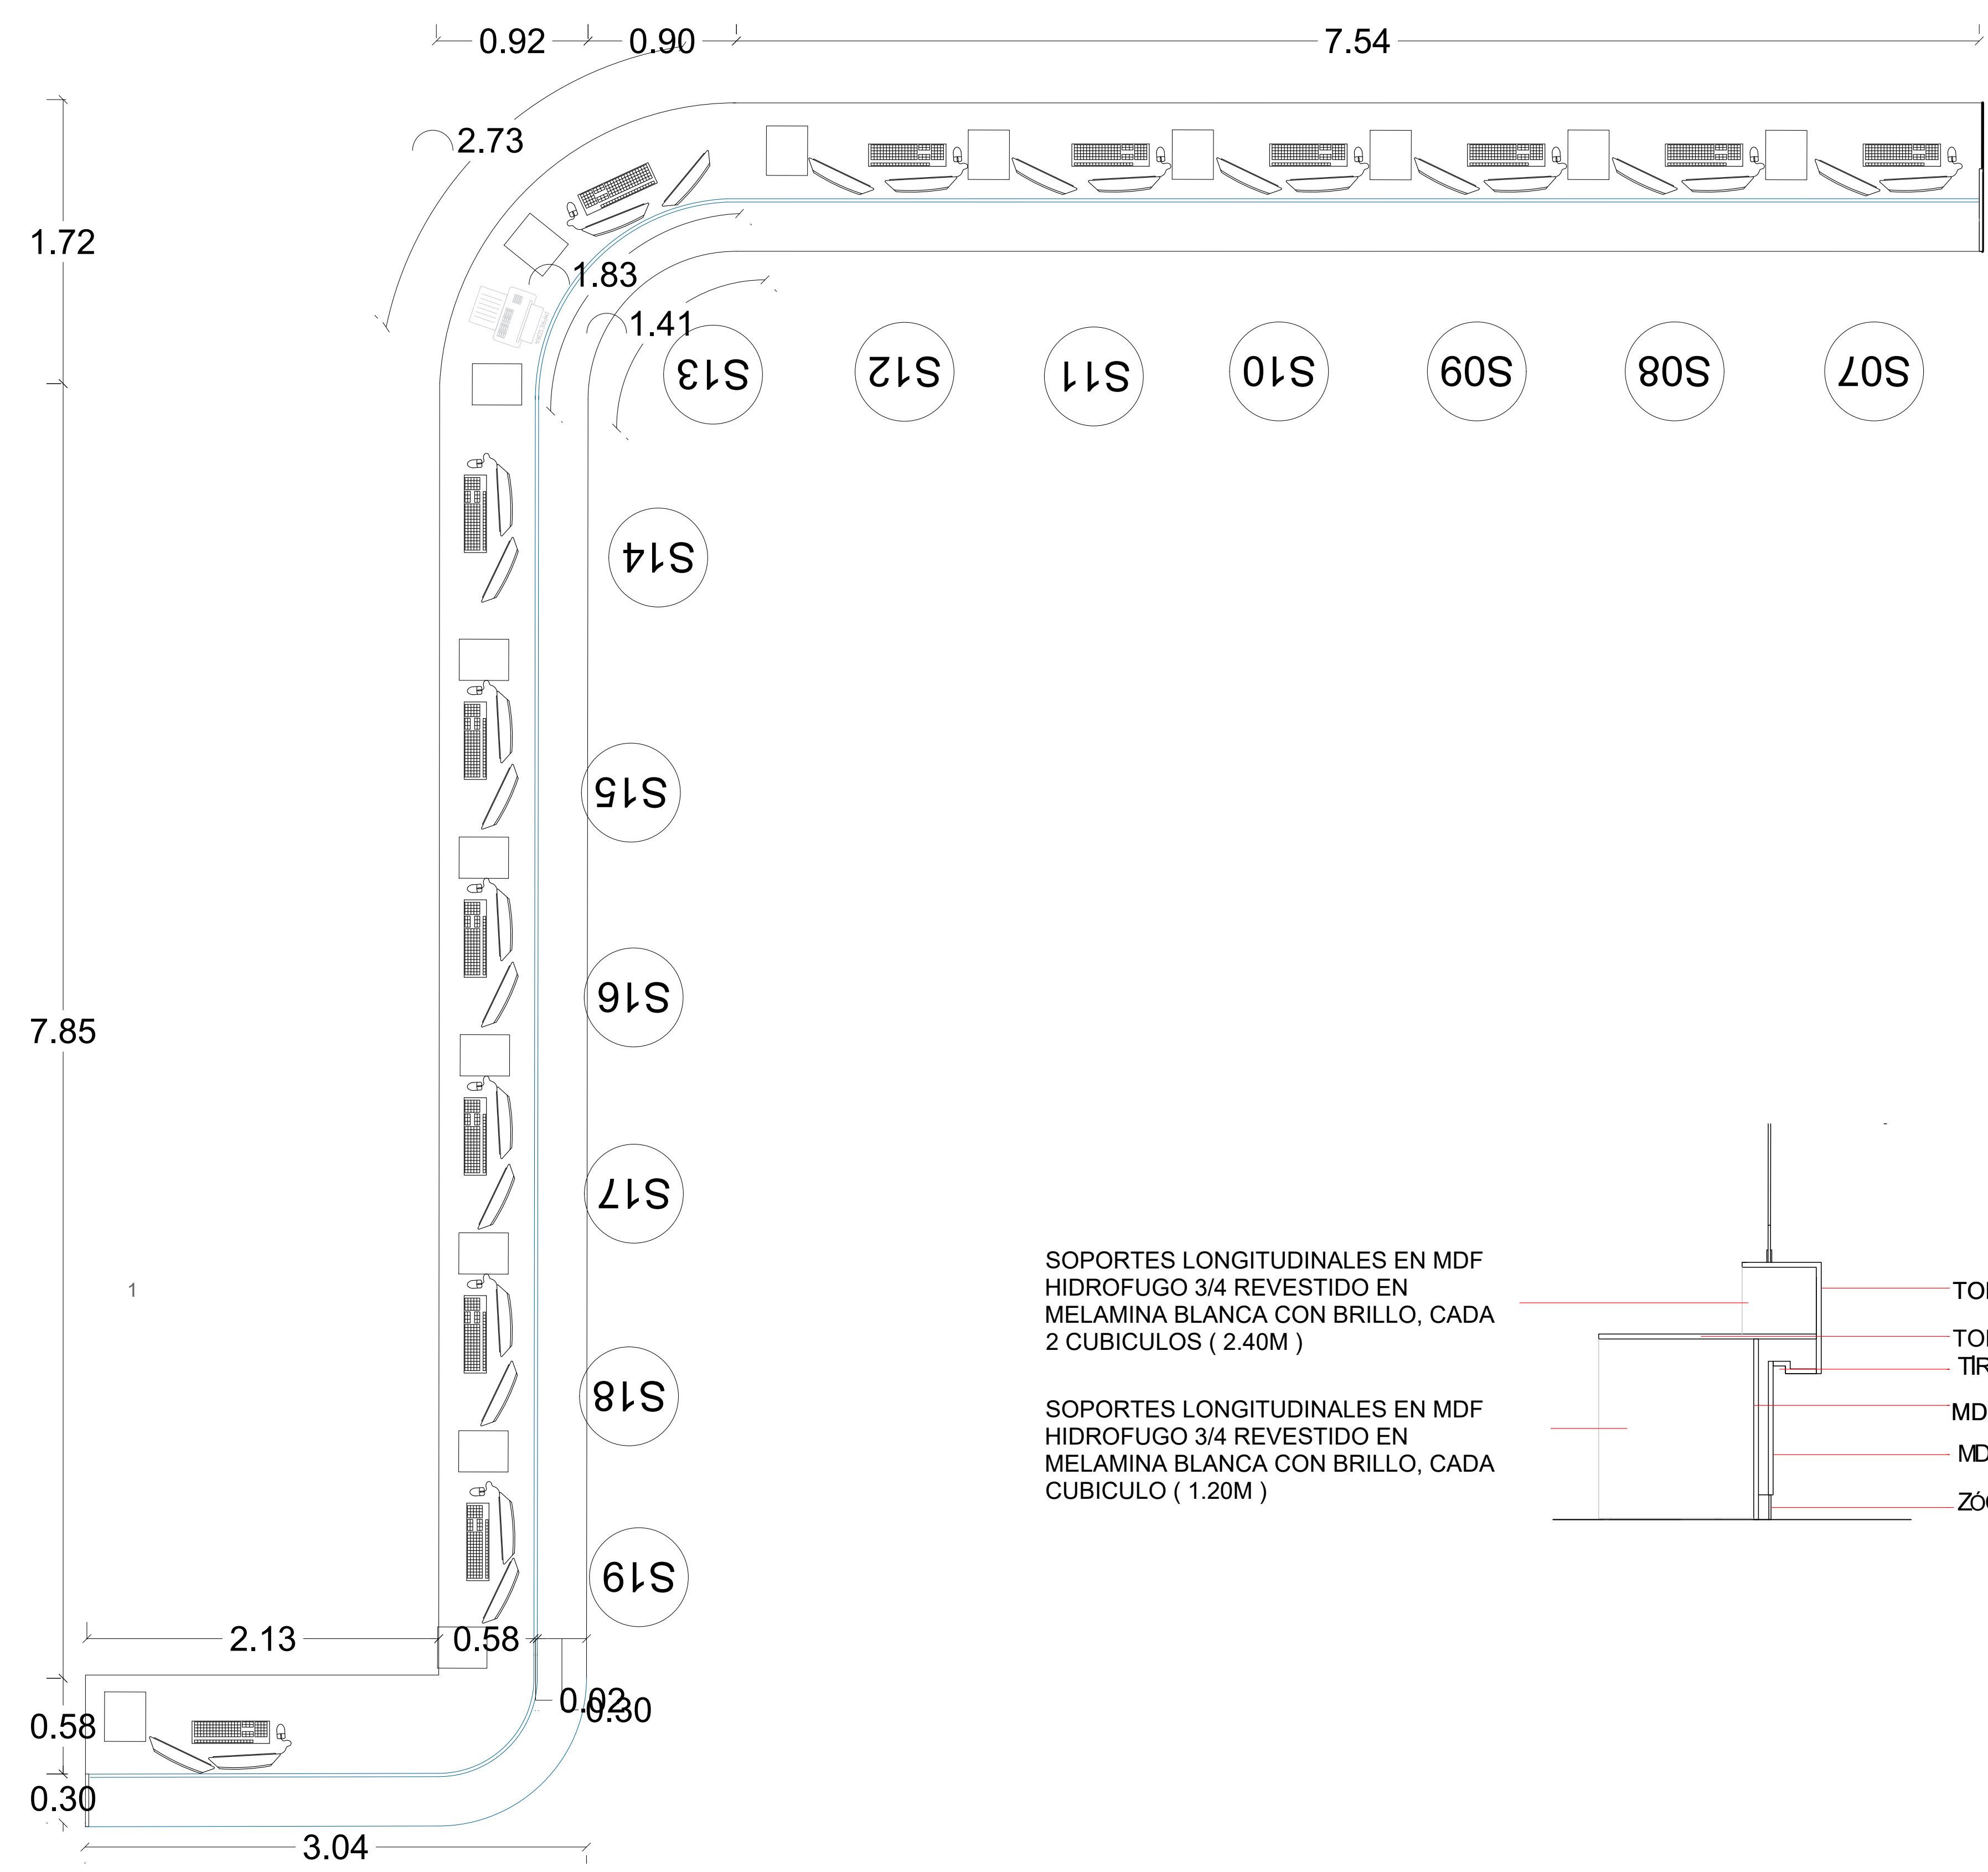 0.92 0.90 7.54
2.73
1.72
1.83
1.41
S13 S12 S11 S10 S09 S08 S07
S14
S15
S16
7.85
S17
1
S18
S19
SOPORTES LONGITUDINALES EN MDF
HIDROFUGO 3/4 REVESTIDO EN
MELAMINA BLANCA CON BRILLO, CADA
2 CUBICULOS ( 2.40M )
SOPORTES LONGITUDINALES EN MDF
HIDROFUGO 3/4 REVESTIDO EN
MELAMINA BLANCA CON BRILLO, CADA
CUBICULO ( 1.20M )
2.13 0.58
0.02
0.30
0.58
0.30
3.04